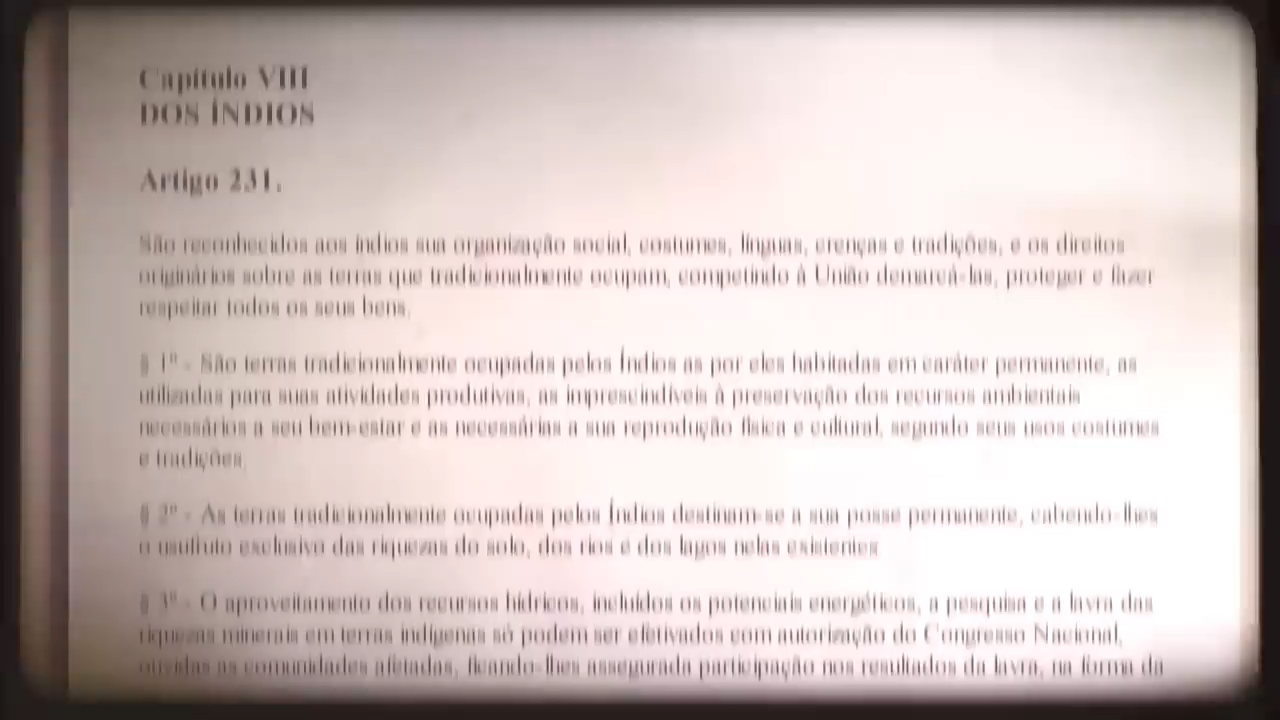 Capítulo VIII
DOS ÍNDIOS
Artigo 231.
São reconhecidos aos índios sua organização social, costumes, línguas, crenças e tradições, e os direitos
originários sobre as terras que tradicionalmente ocupam, competindo à União demarcá-las, proteger e fazer
respeitar todos os seus bens.
§ 1º - São terras tradicionalmente ocupadas pelos Índios as por eles habitadas em caráter permanente, as
utilizadas para suas atividades produtivas, as imprescindíveis à preservação dos recursos ambientais
necessários a seu bem-estar e as necessárias a sua reprodução física e cultural, segundo seus usos costumes
e tradições.
§ 2º - As terras tradicionalmente ocupadas pelos Índios destinam-se a sua posse permanente, cabendo-lhes
o usufruto exclusivo das riquezas do solo, dos rios e dos lagos nelas existentes.
§ 3º - O aproveitamento dos recursos hídricos, incluídos os potenciais energéticos, a pesquisa e a lavra das
riquezas minerais em terras indígenas só podem ser efetivados com autorização do Congresso Nacional,
ouvidas as comunidades afetadas, ficando-lhes assegurada participação nos resultados da lavra, na forma da